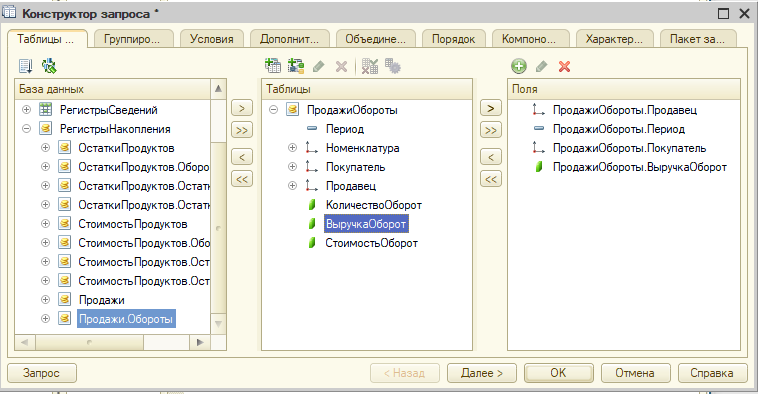 Конструктор запроса *
Таблицы ...
Группиро...
Условия
Дополнит...
Объедине...
Порядок
Компоно...
Характер...
Пакет за...
База данных
РегистрыСведений
РегистрыНакопления
ОстаткиПродуктов
ОстаткиПродуктов.Оборо
ОстаткиПродуктов.Остатк
ОстаткиПродуктов.Остатк
СтоимостьПродуктов
СтоимостьПродуктов.Обо
СтоимостьПродуктов.Ост
СтоимостьПродуктов.Ост
Продажи
Продажи.Обороты
>
>>
<
<<
Таблицы
ПродажиОбороты
Период
Номенклатура
Покупатель
Продавец
КоличествоОборот
ВыручкаОборот
СтоимостьОборот
>
>>
<
<<
Поля
ПродажиОбороты.Продавец
ПродажиОбороты.Период
ПродажиОбороты.Покупатель
ПродажиОбороты.ВыручкаОборот
Запрос
< Назад
Далее >
OK
Отмена
Справка